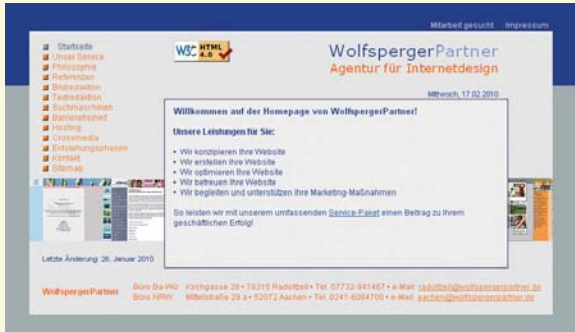 Mitarbeit gesucht Impressum
Startseite
Unser Service
Philosophie
Referenzen
Bildredaktion
Textredaktion
Suchmaschinen
Barrierefreiheit
Hosting
Crossmedia
Entstehungsphasen
Kontakt
Sitemap
W3C HTML 4.0
WolfspergerPartner
Agentur für Internetdesign
Mittwoch, 17.02.2010
Willkommen auf der Homepage von WolfspergerPartner!
Unsere Leistungen für Sie:
• Wir konzipieren Ihre Website
• Wir erstellen Ihre Website
• Wir optimieren Ihre Website
• Wir betreuen Ihre Website
• Wir begleiten und unterstützen Ihre Marketing-Maßnahmen
So leisten wir mit unserem umfassenden Service-Paket einen Beitrag zu Ihrem
geschäftlichen Erfolg!
Letzte Änderung: 26. Januar 2010
WolfspergerPartner
Büro Ba-Wü: Kirchgasse 28 • 78315 Radolfzell • Tel. 07732-941467 • e-Mail: radolfzell@wolfspergerpartner.de
Büro NRW: Mittelstraße 29 a • 52072 Aachen • Tel. 0241-6084700 • e-Mail: aachen@wolfspergerpartner.de